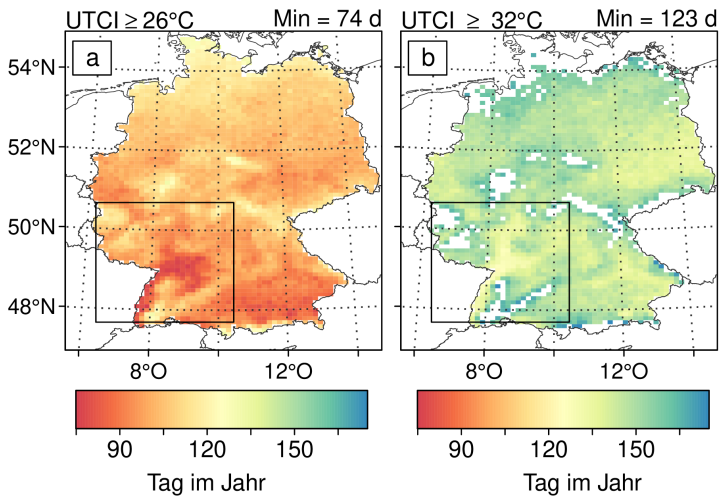 UTCI ≥ 26°C Min = 74 d UTCI ≥ 32°C Min = 123 d
a b
54°N
52°N
50°N
48°N
8°O 12°O 8°O 12°O
90 120 150 90 120 150
Tag im Jahr Tag im Jahr